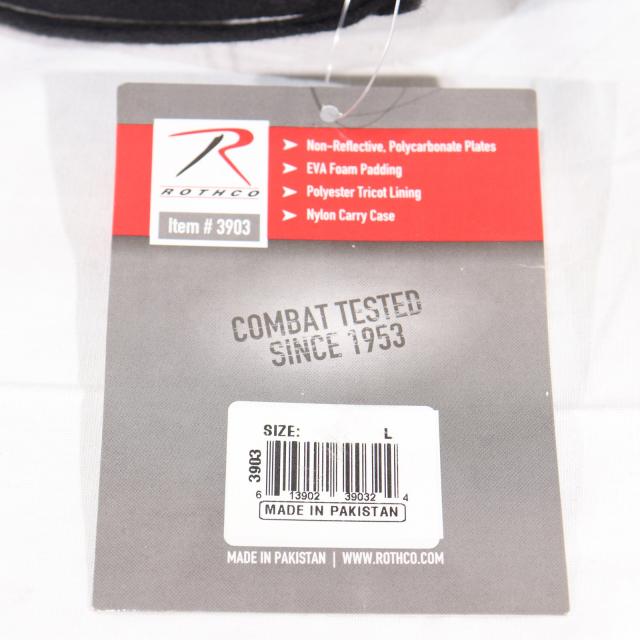 R
ROTHCO
Item # 3903
Non-Reflective, Polycarbonate Plates
EVA Foam Padding
Polyester Tricot Lining
Nylon Carry Case
COMBAT TESTED
SINCE 1953
SIZE: L
3903
6 13902 39032 4
MADE IN PAKISTAN
MADE IN PAKISTAN | WWW.ROTHCO.COM